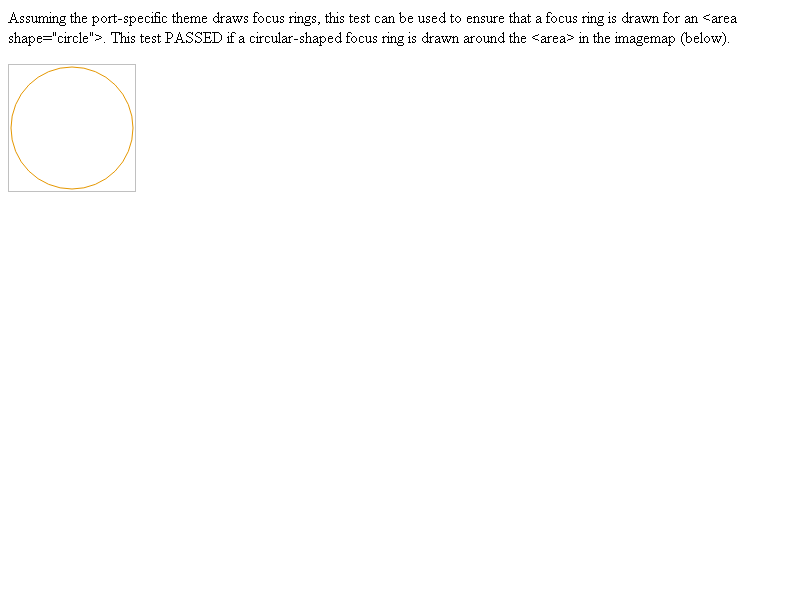 Assuming the port-specific theme draws focus rings, this test can be used to ensure that a focus ring is drawn for an <area
shape="circle">. This test PASSED if a circular-shaped focus ring is drawn around the <area> in the imagemap (below).